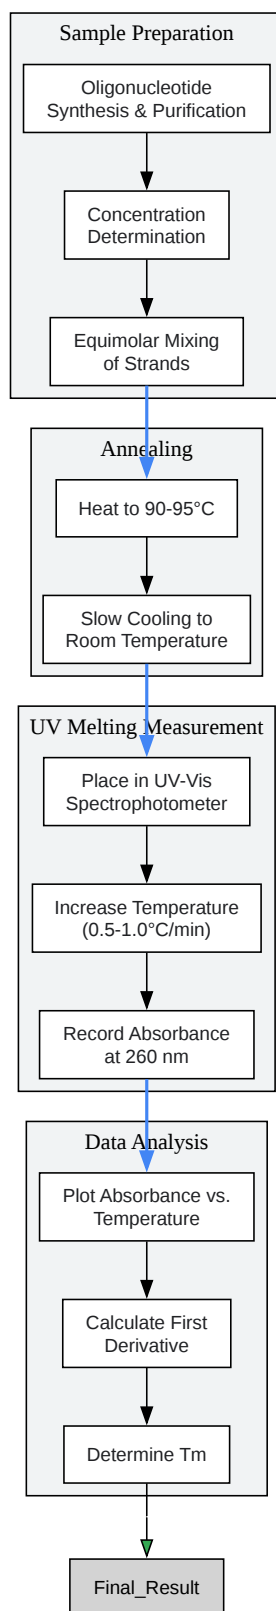 Sample Preparation
Oligonucleotide
Synthesis & Purification
Concentration
Determination
Equimolar Mixing
of Strands
Annealing
Heat to 90-95°C
Slow Cooling to
Room Temperature
UV Melting Measurement
Place in UV-Vis
Spectrophotometer
Increase Temperature
(0.5-1.0°C/min)
Record Absorbance
at 260 nm
Data Analysis
Plot Absorbance vs.
Temperature
Calculate First
Derivative
Determine Tm
Final_Result